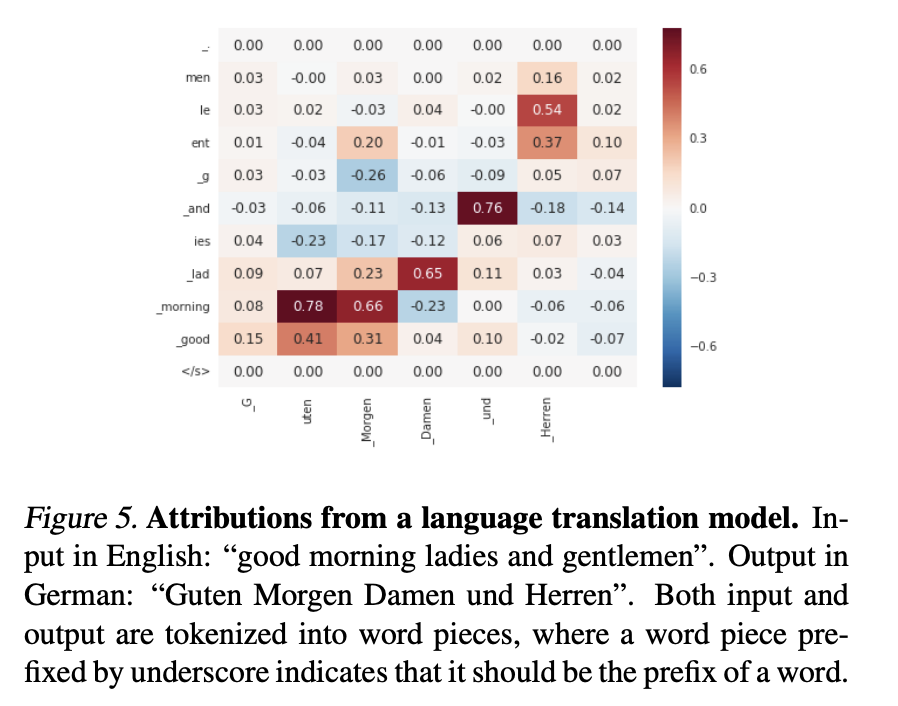 _. 0.00 0.00 0.00 0.00 0.00 0.00 0.00
men 0.03 -0.00 0.03 0.00 0.02 0.16 0.02
le 0.03 0.02 -0.03 0.04 -0.00 0.54 0.02
ent 0.01 -0.04 0.20 -0.01 -0.03 0.37 0.10
_g 0.03 -0.03 -0.26 -0.06 -0.09 0.05 0.07
_and -0.03 -0.06 -0.11 -0.13 0.76 -0.18 -0.14
ies 0.04 -0.23 -0.17 -0.12 0.06 0.07 0.03
_lad 0.09 0.07 0.23 0.65 0.11 0.03 -0.04
_morning 0.08 0.78 0.66 -0.23 0.00 -0.06 -0.06
_good 0.15 0.41 0.31 0.04 0.10 -0.02 -0.07
</s> 0.00 0.00 0.00 0.00 0.00 0.00 0.00
_G uten _Morgen _Damen _und _Herren
0.6
0.3
0.0
−0.3
−0.6
Figure 5. Attributions from a language translation model. In-
put in English: “good morning ladies and gentlemen”. Output in
German: “Guten Morgen Damen und Herren”. Both input and
output are tokenized into word pieces, where a word piece pre-
fixed by underscore indicates that it should be the prefix of a word.